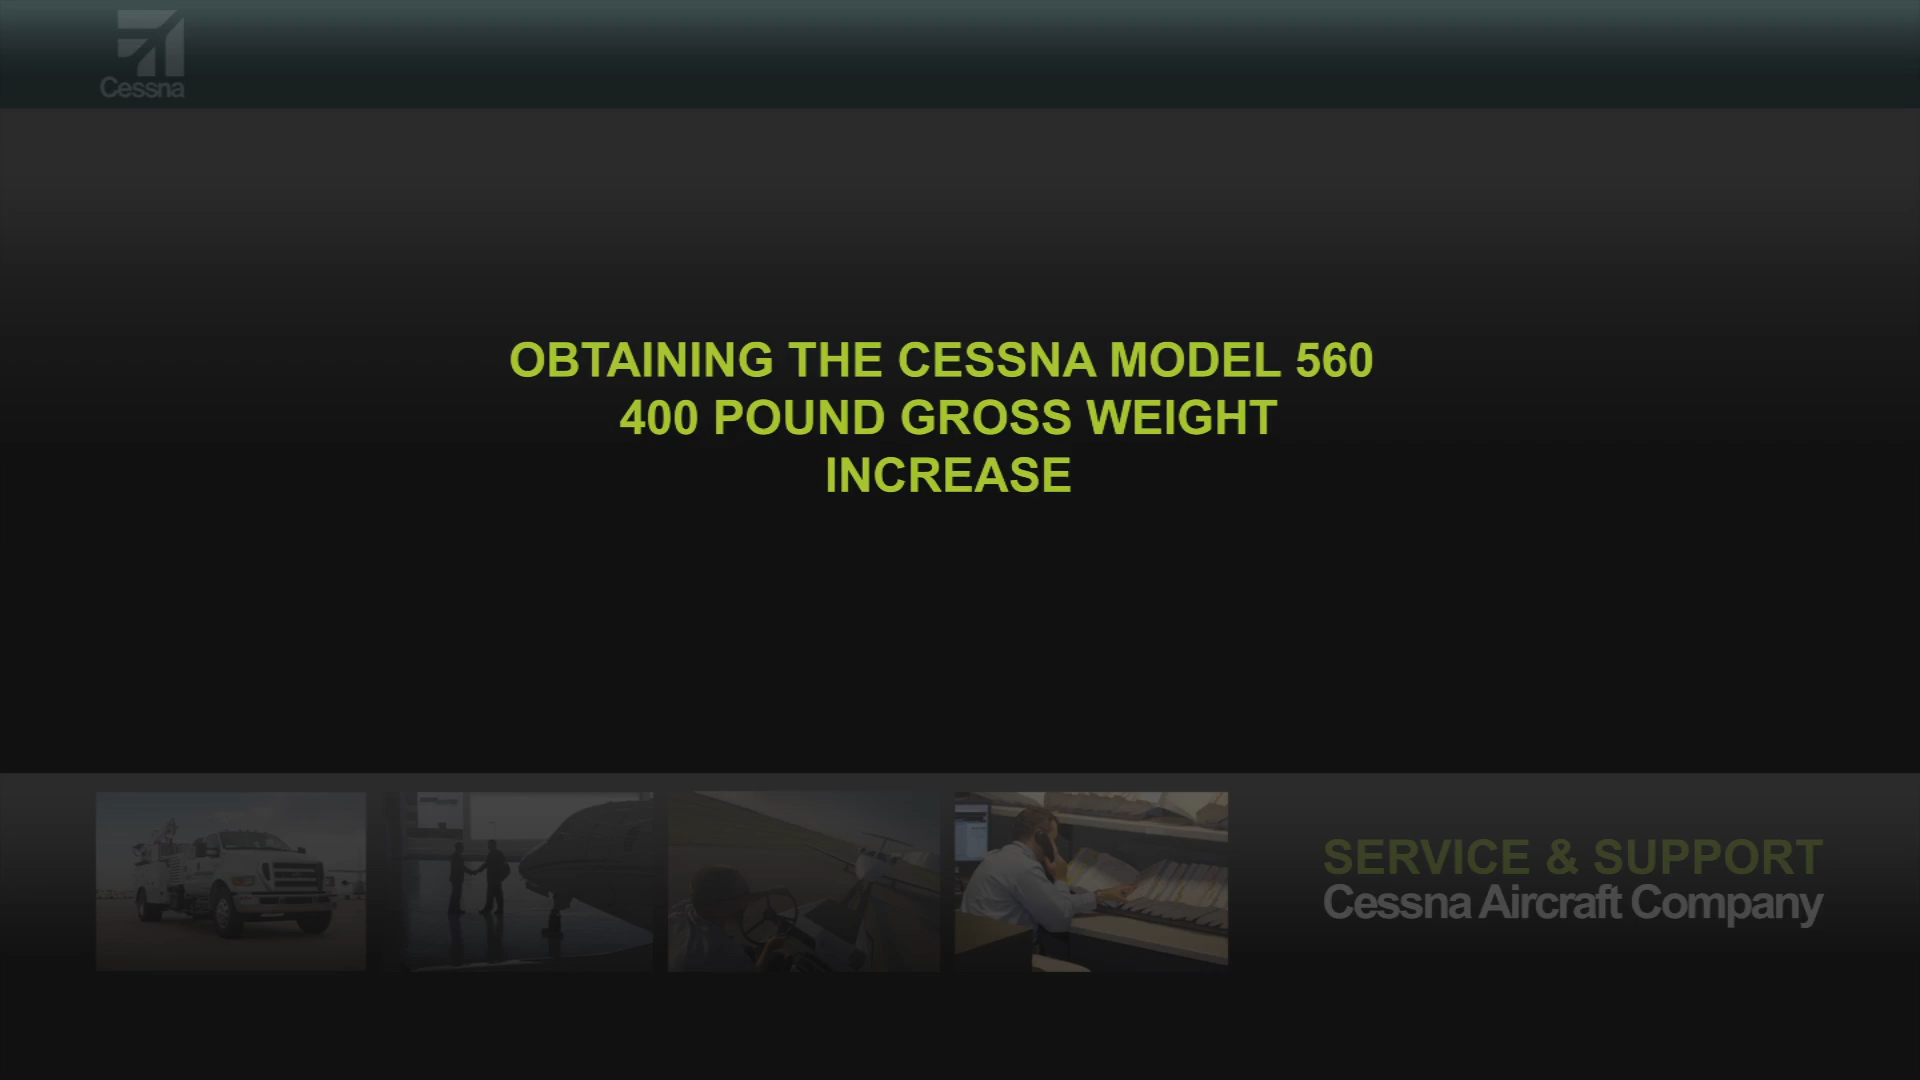 Cessna
OBTAINING THE CESSNA MODEL 560
400 POUND GROSS WEIGHT
INCREASE
SERVICE & SUPPORT
Cessna Aircraft Company